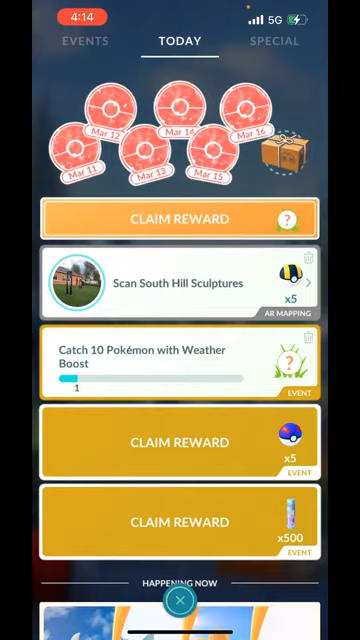 4:14
5G
EVENTS
TODAY
SPECIAL
Mar 12
Mar 14
Mar 16
Mar 11
Mar 13
Mar 15
CLAIM REWARD
?
Scan South Hill Sculptures
x5
AR MAPPING
Catch 10 Pokémon with Weather
Boost
1
?
EVENT
CLAIM REWARD
x5
EVENT
CLAIM REWARD
x500
EVENT
HAPPENING NOW